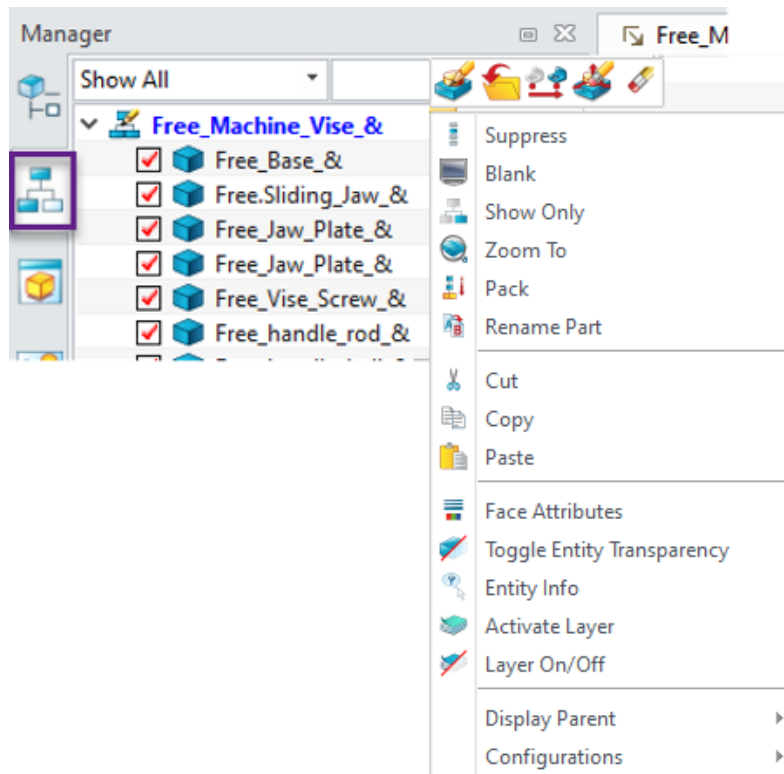 Manager
Free_M
Show All
Free_Machine_Vise_&
Free_Base_&
Free.Sliding_Jaw_&
Free_Jaw_Plate_&
Free_Jaw_Plate_&
Free_Vise_Screw_&
Free_handle_rod_&
Suppress
Blank
Show Only
Zoom To
Pack
Rename Part
Cut
Copy
Paste
Face Attributes
Toggle Entity Transparency
Entity Info
Activate Layer
Layer On/Off
Display Parent
Configurations